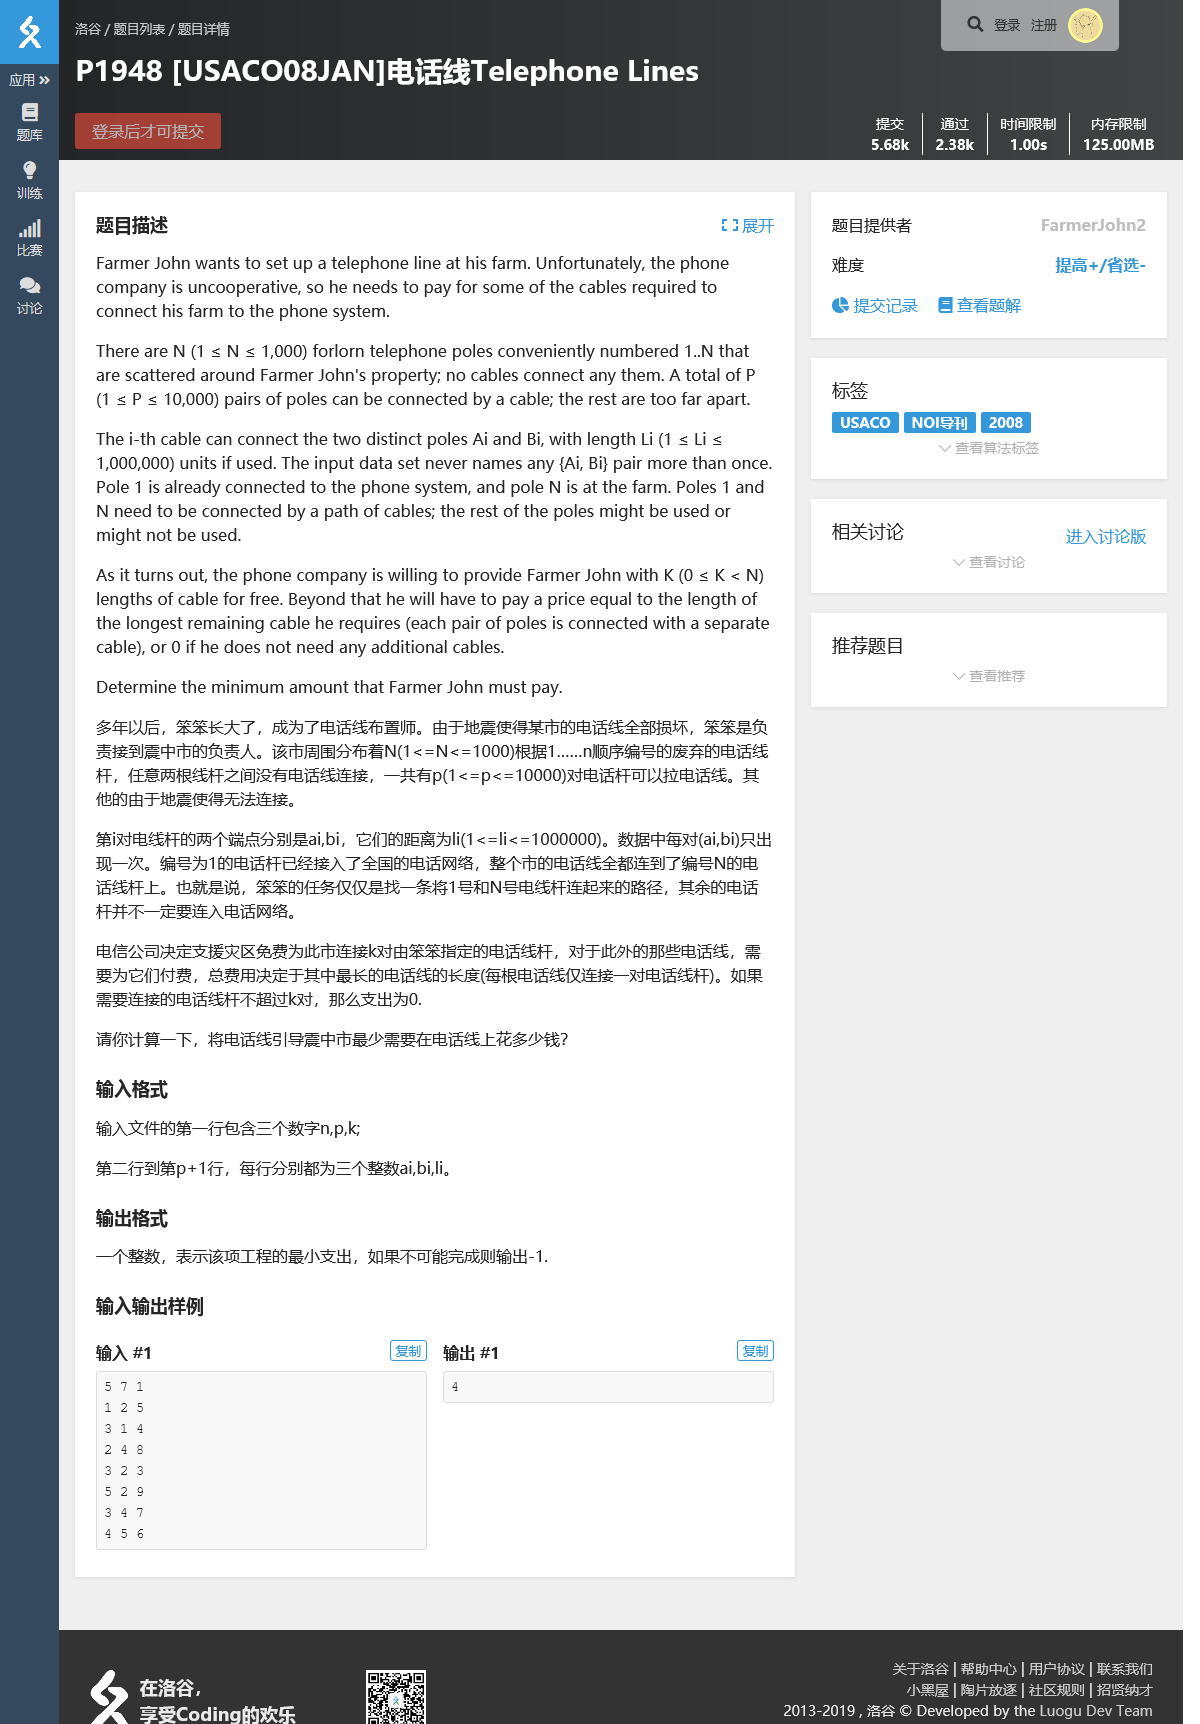 洛谷 / 题目列表 / 题目详情
登录 注册
P1948 [USACO08JAN]电话线Telephone Lines
登录后才可提交
提交 5.68k
通过 2.38k
时间限制 1.00s
内存限制 125.00MB
应用
题库
训练
比赛
讨论
题目描述
展开
Farmer John wants to set up a telephone line at his farm. Unfortunately, the phone
company is uncooperative, so he needs to pay for some of the cables required to
connect his farm to the phone system.
There are N (1 ≤ N ≤ 1,000) forlorn telephone poles conveniently numbered 1..N that
are scattered around Farmer John's property; no cables connect any them. A total of P
(1 ≤ P ≤ 10,000) pairs of poles can be connected by a cable; the rest are too far apart.
The i-th cable can connect the two distinct poles Ai and Bi, with length Li (1 ≤ Li ≤
1,000,000) units if used. The input data set never names any {Ai, Bi} pair more than once.
Pole 1 is already connected to the phone system, and pole N is at the farm. Poles 1 and
N need to be connected by a path of cables; the rest of the poles might be used or
might not be used.
As it turns out, the phone company is willing to provide Farmer John with K (0 ≤ K < N)
lengths of cable for free. Beyond that he will have to pay a price equal to the length of
the longest remaining cable he requires (each pair of poles is connected with a separate
cable), or 0 if he does not need any additional cables.
Determine the minimum amount that Farmer John must pay.
多年以后，笨笨长大了，成为了电话线布置师。由于地震使得某市的电话线全部损坏，笨笨是负
责接到震中市的负责人。该市周围分布着N(1<=N<=1000)根据1……n顺序编号的废弃的电话线
杆，任意两根线杆之间没有电话线连接，一共有p(1<=p<=10000)对电话杆可以拉电话线。其
他的由于地震使得无法连接。
第i对电线杆的两个端点分别是ai,bi，它们的距离为li(1<=li<=1000000)。数据中每对(ai,bi)只出
现一次。编号为1的电话杆已经接入了全国的电话网络，整个市的电话线全都连到了编号N的电
话线杆上。也就是说，笨笨的任务仅仅是找一条将1号和N号电线杆连起来的路径，其余的电话
杆并不一定要连入电话网络。
电信公司决定支援灾区免费为此市连接k对由笨笨指定的电话线杆，对于此外的那些电话线，需
要为它们付费，总费用决定于其中最长的电话线的长度(每根电话线仅连接一对电话线杆)。如果
需要连接的电话线杆不超过k对，那么支出为0.
请你计算一下，将电话线引导震中市最少需要在电话线上花多少钱？
输入格式
输入文件的第一行包含三个数字n,p,k;
第二行到第p+1行，每行分别都为三个整数ai,bi,li。
输出格式
一个整数，表示该项工程的最小支出，如果不可能完成则输出-1.
输入输出样例
输入 #1
复制
5 7 1
1 2 5
3 1 4
2 4 8
3 2 3
5 2 9
3 4 7
4 5 6
输出 #1
复制
4
题目提供者 FarmerJohn2
难度 提高+/省选-
提交记录 查看题解
标签
USACO NOI导刊 2008
查看算法标签
相关讨论 进入讨论版
查看讨论
推荐题目
查看推荐
在洛谷，
享受Coding的欢乐
关于洛谷 | 帮助中心 | 用户协议 | 联系我们
小黑屋 | 陶片放逐 | 社区规则 | 招贤纳才
2013-2019 , 洛谷 © Developed by the Luogu Dev Team